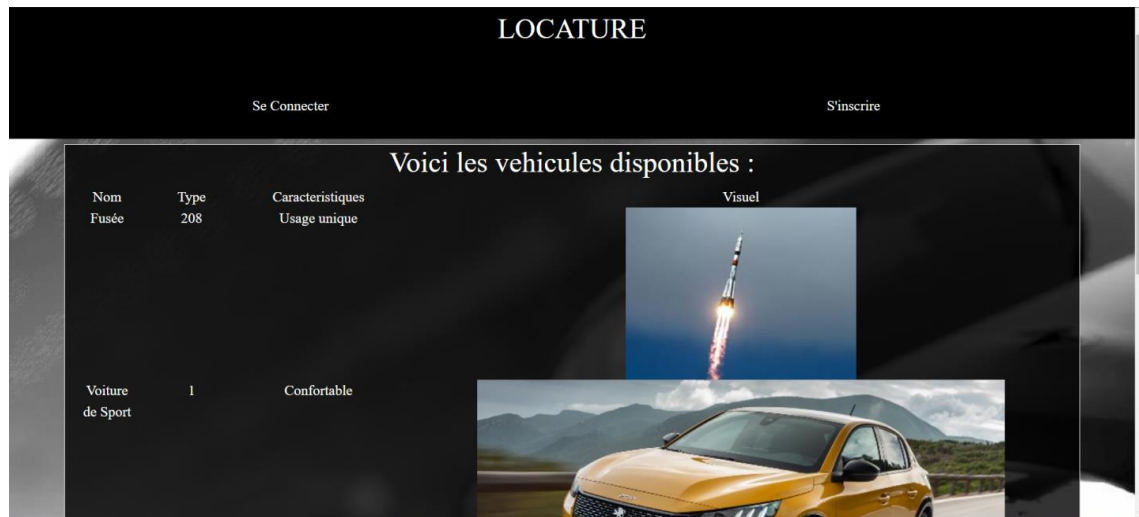 LOCATURE
Se Connecter S'inscrire
Voici les vehicules disponibles :
Nom Type Caracteristiques Visuel
Fusée 208 Usage unique
Voiture 1 Confortable
de Sport